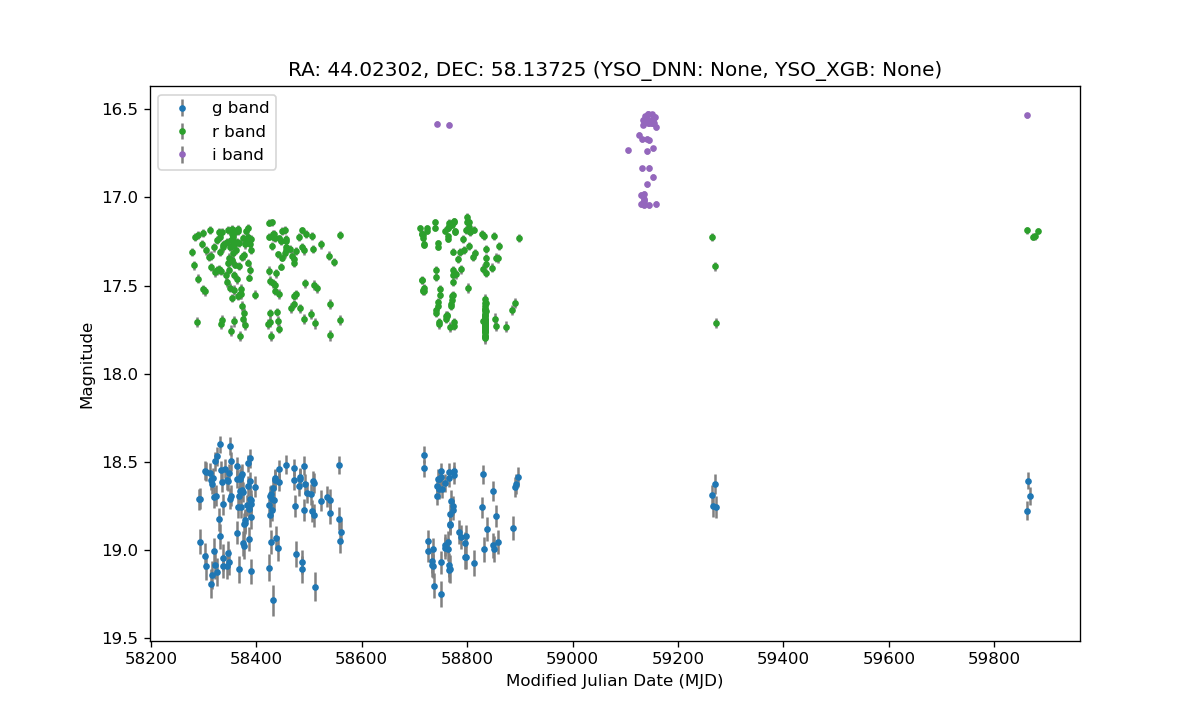 RA: 44.02302, DEC: 58.13725 (YSO_DNN: None, YSO_XGB: None)
g band
r band
i band
16.5
17.0
17.5
18.0
18.5
19.0
19.5
Magnitude
58200 58400 58600 58800 59000 59200 59400 59600 59800
Modified Julian Date (MJD)